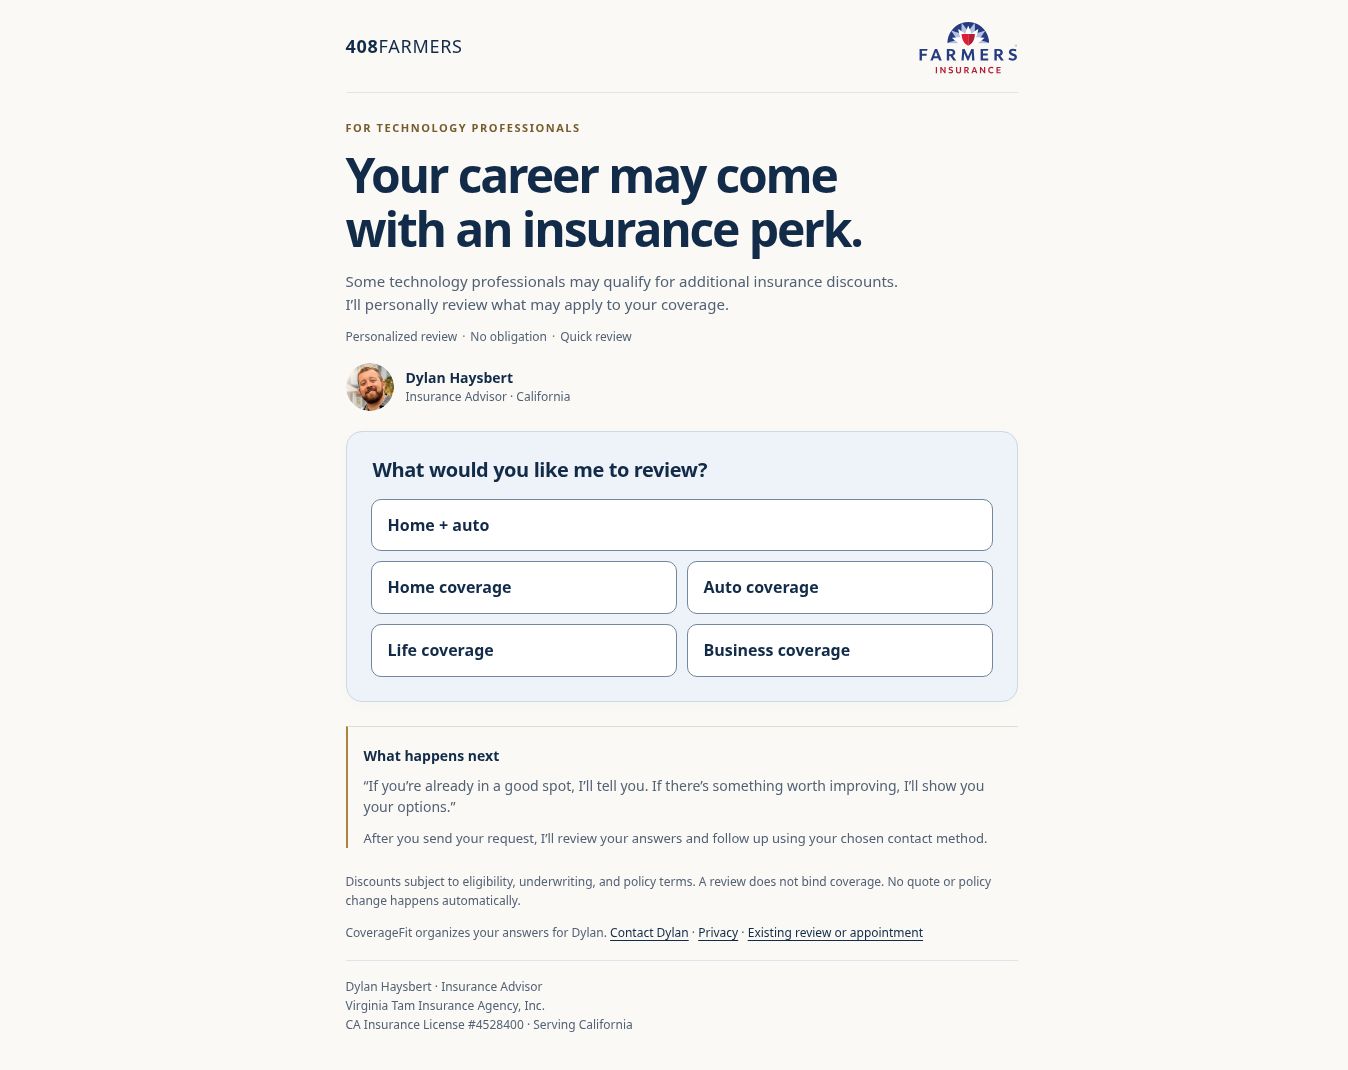 408FARMERS
FARMERS
INSURANCE
FOR TECHNOLOGY PROFESSIONALS
Your career may come
with an insurance perk.
Some technology professionals may qualify for additional insurance discounts.
I’ll personally review what may apply to your coverage.
Personalized review · No obligation · Quick review
Dylan Haysbert
Insurance Advisor · California
What would you like me to review?
Home + auto
Home coverage
Auto coverage
Life coverage
Business coverage
What happens next
“If you’re already in a good spot, I’ll tell you. If there’s something worth improving, I’ll show you
your options.”
After you send your request, I’ll review your answers and follow up using your chosen contact method.
Discounts subject to eligibility, underwriting, and policy terms. A review does not bind coverage. No quote or policy
change happens automatically.
CoverageFit organizes your answers for Dylan. Contact Dylan · Privacy · Existing review or appointment
Dylan Haysbert · Insurance Advisor
Virginia Tam Insurance Agency, Inc.
CA Insurance License #4528400 · Serving California